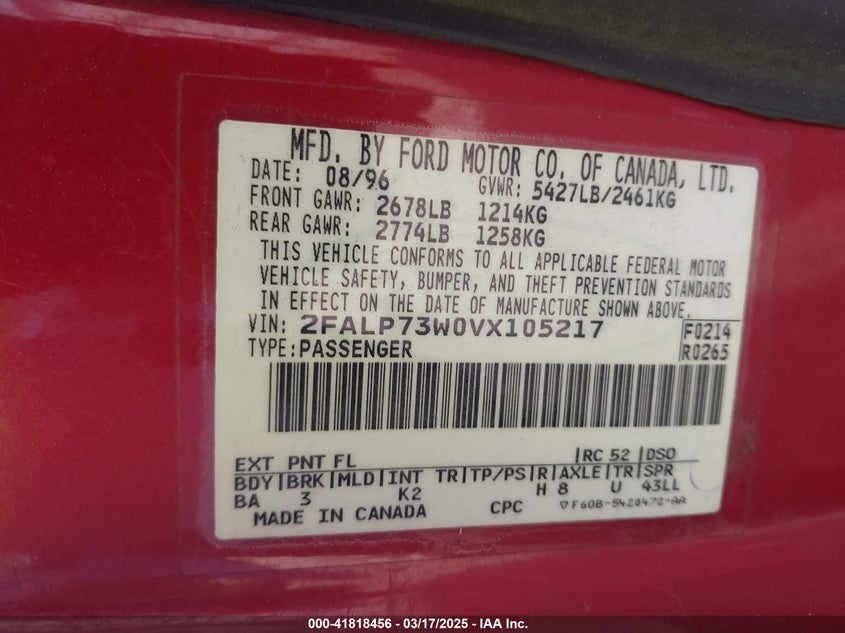 MFD. BY FORD MOTOR CO. OF CANADA, LTD.
DATE: 08/96 GVWR: 5427LB/2461KG
FRONT GAWR: 2678LB 1214KG
REAR GAWR: 2774LB 1258KG
THIS VEHICLE CONFORMS TO ALL APPLICABLE FEDERAL MOTOR
VEHICLE SAFETY, BUMPER, AND THEFT PREVENTION STANDARDS
IN EFFECT ON THE DATE OF MANUFACTURE SHOWN ABOVE.
VIN: 2FALP73W0VX105217 F0214
TYPE: PASSENGER R0265
EXT PNT FL RC 52 DSO
BDY BRK MLD INT TR TP/PS R AXLE TR SPR
BA 3 K2 H 8 U 43LL
MADE IN CANADA CPC F60B-5420472-AA
000-41818456 - 03/17/2025 - IAA Inc.